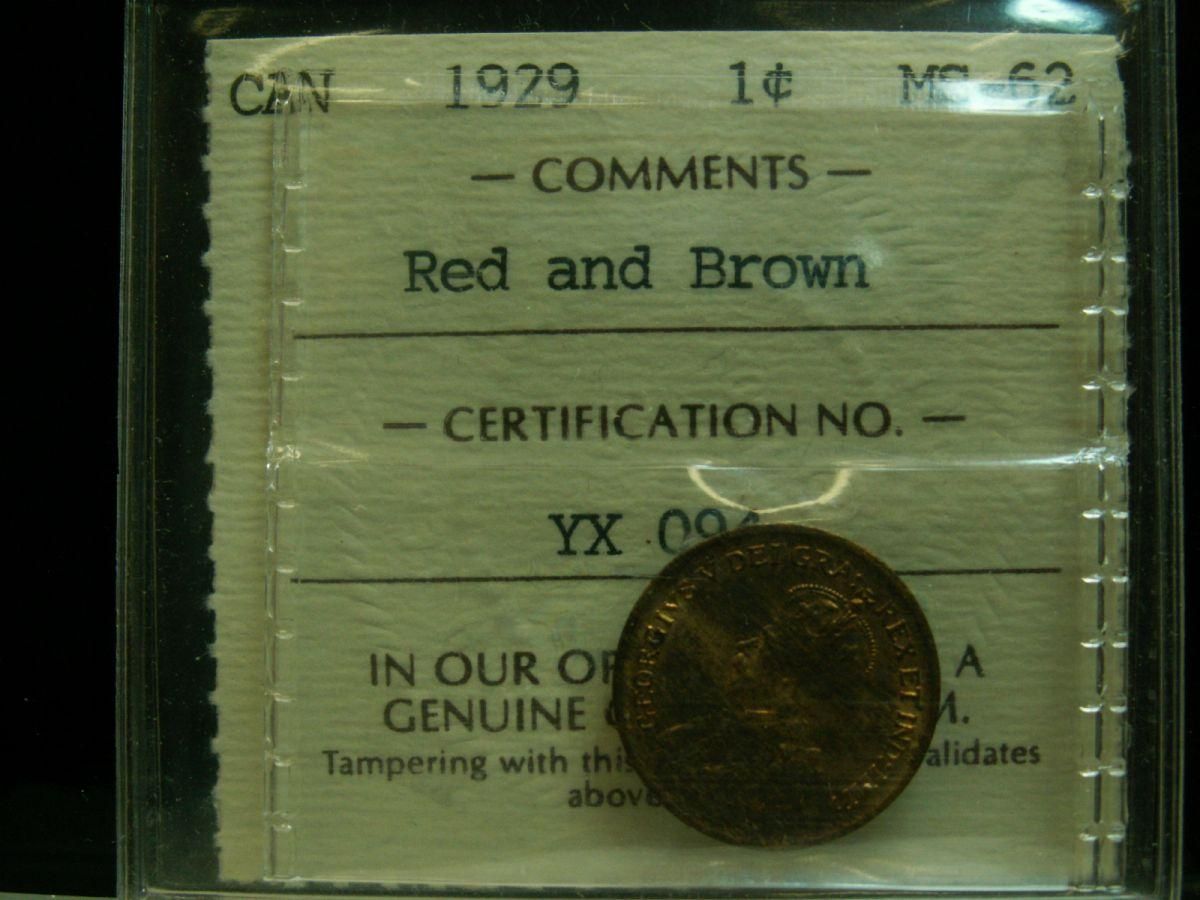 CAN 1929 1¢ MS-62
— COMMENTS —
Red and Brown
— CERTIFICATION NO. —
YX 094
GEORGIVS V DEI GRA: REX ET IND:IMP:
IN OUR OP A
GENUINE M.
Tampering with this alidates
above